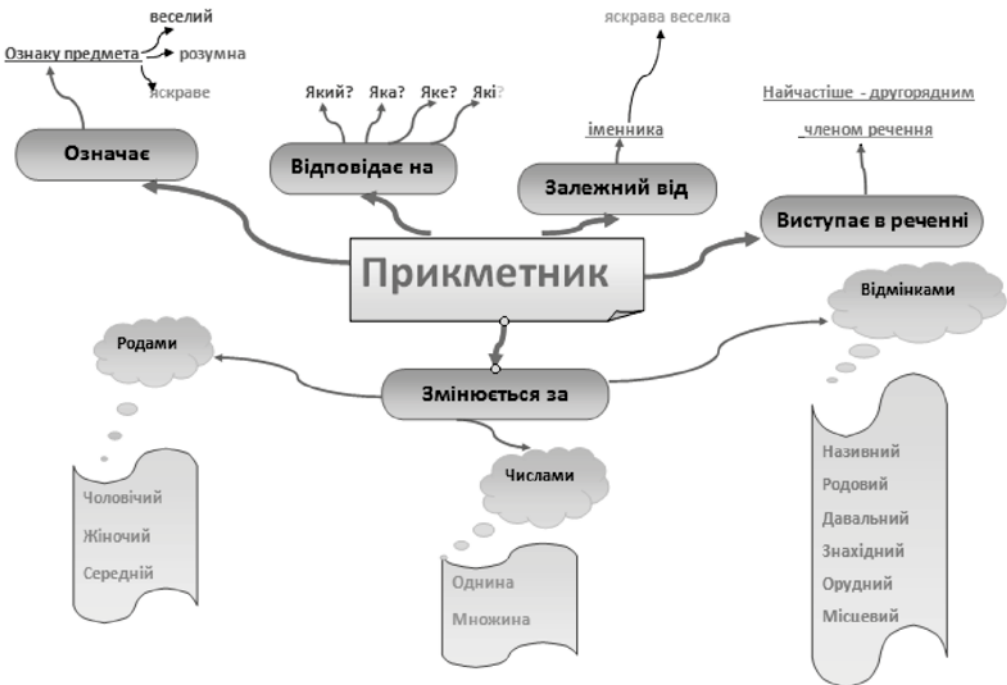 веселий
Ознаку предмета
розумна
яскраве
Означає
Який? Яка? Яке? Які?
Відповідає на
яскрава веселка
іменника
Залежний від
Найчастіше - другорядним
членом речення
Виступає в реченні
Прикметник
Змінюється за
Родами
Чоловічий
Жіночий
Середній
Числами
Однина
Множина
Відмінками
Називний
Родовий
Давальний
Знахідний
Орудний
Місцевий